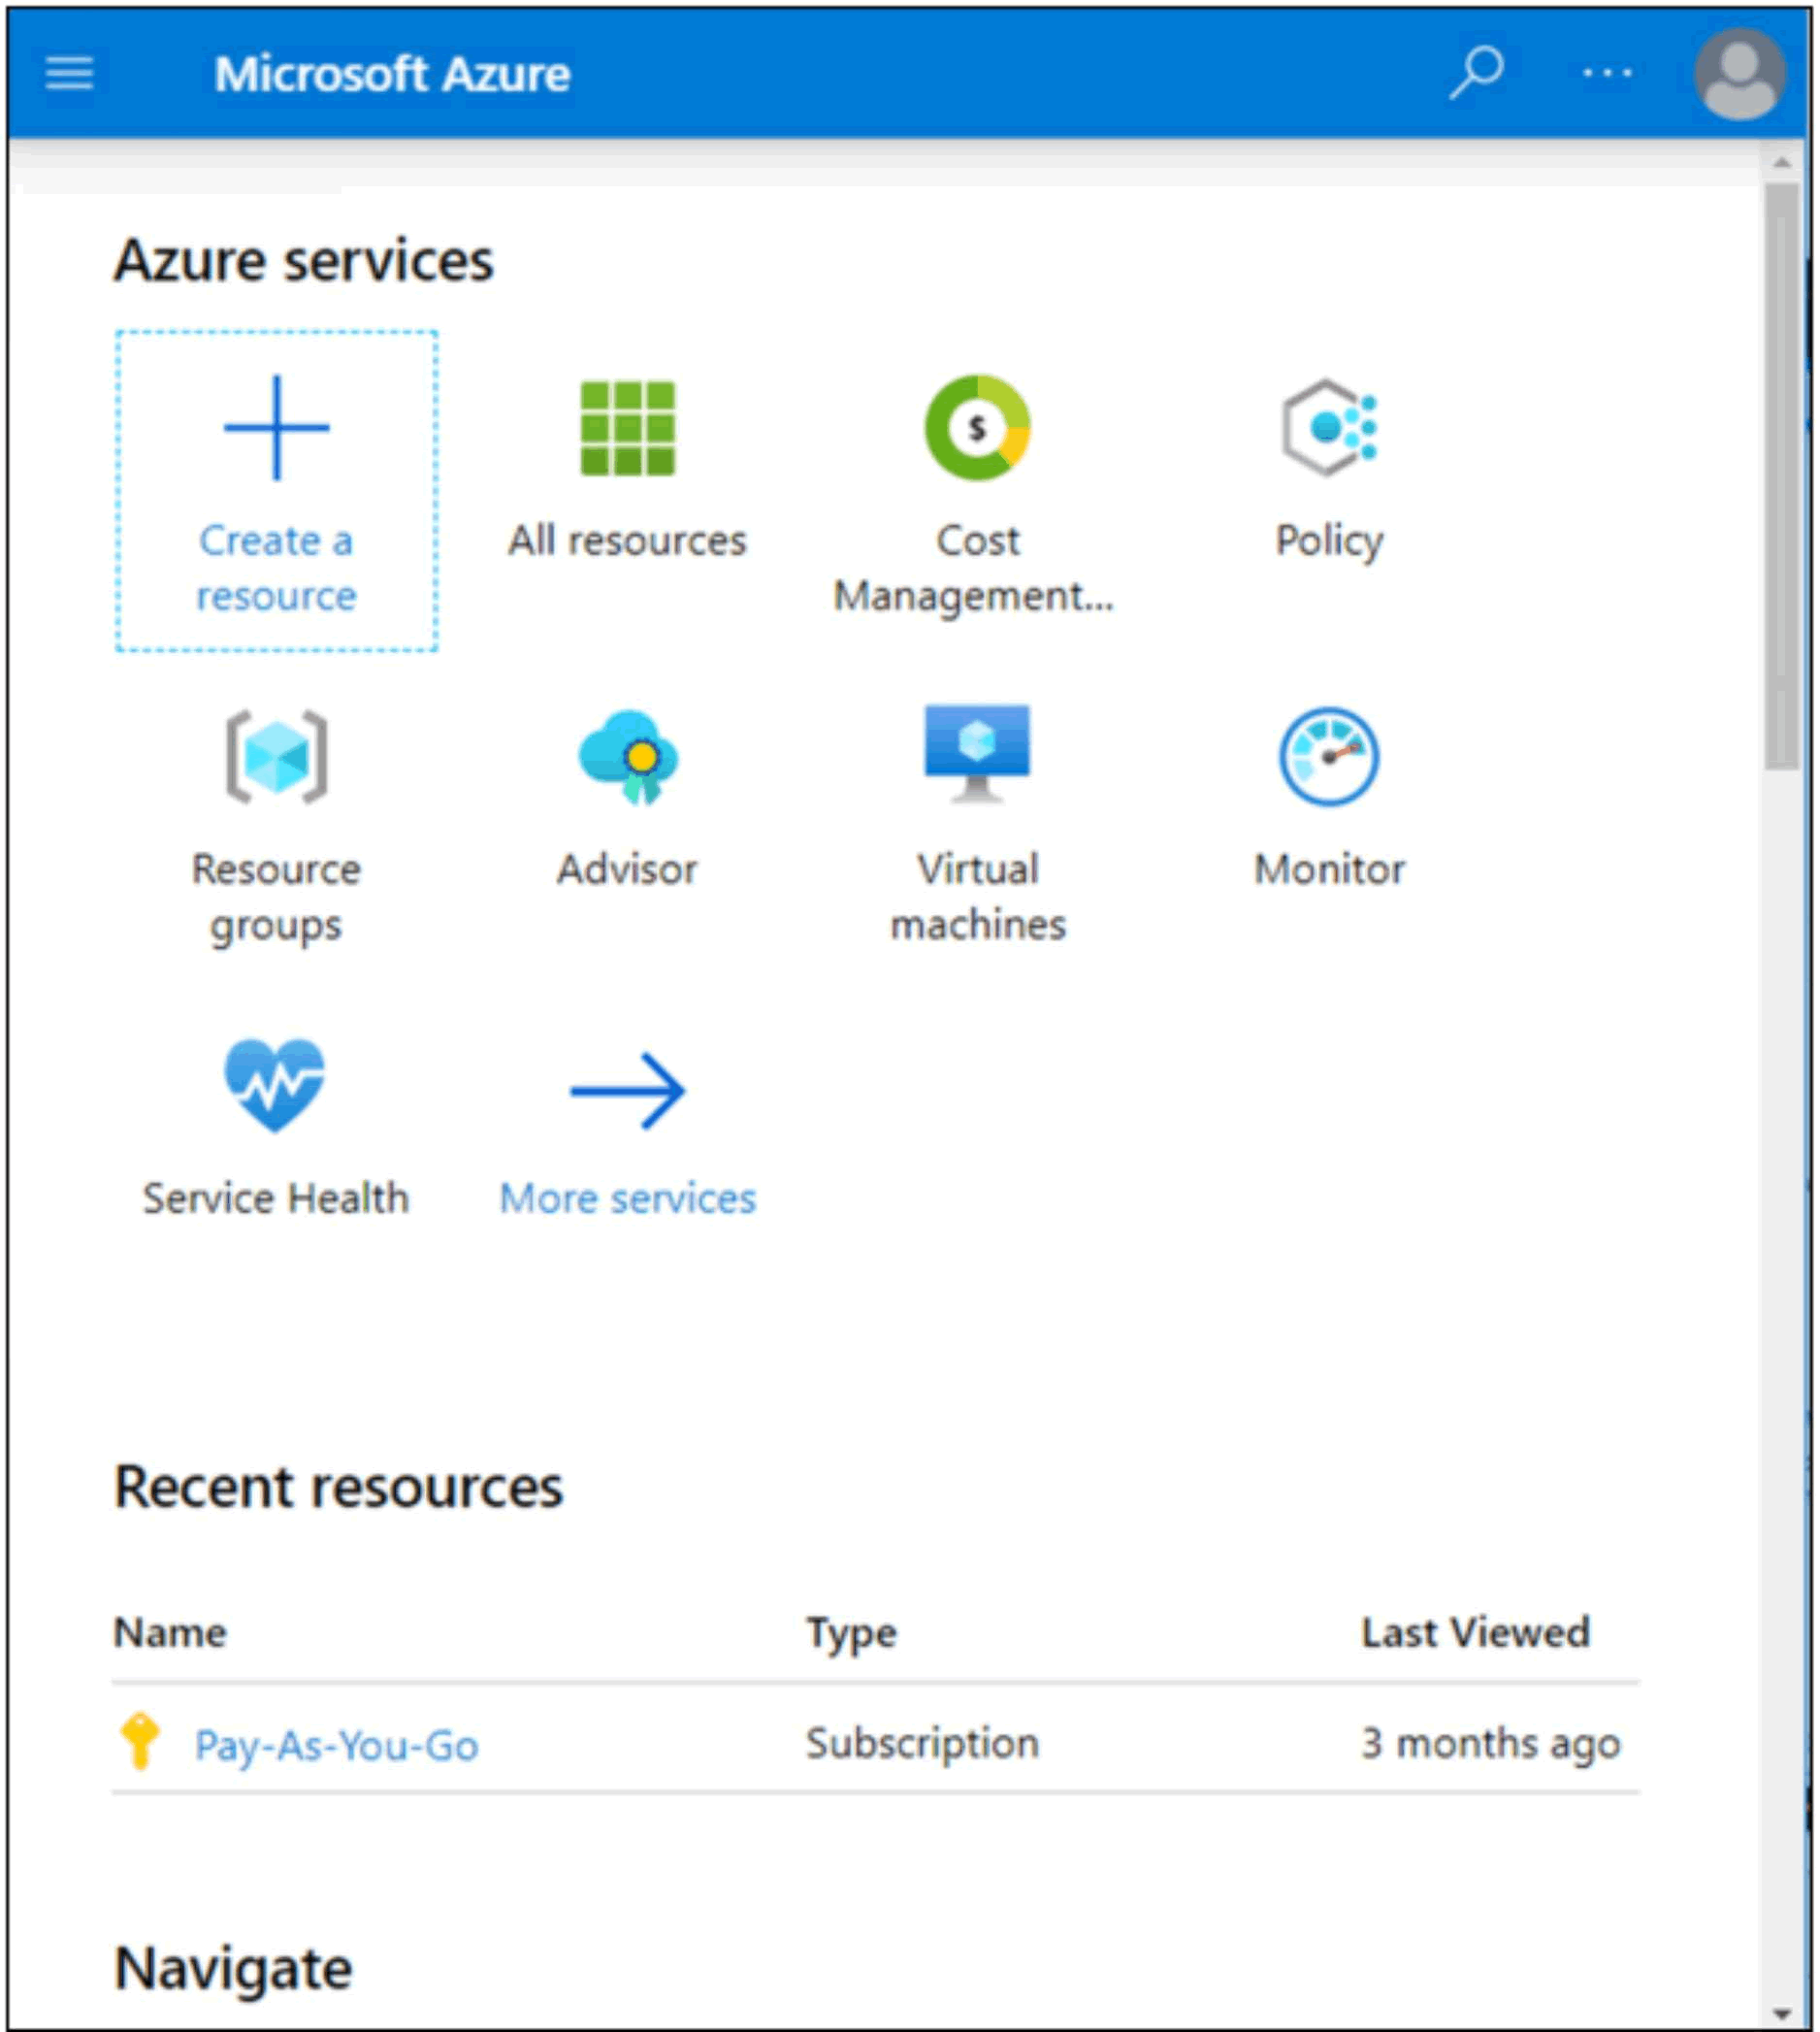 Microsoft Azure
Azure services
Create a
resource
All resources
Cost
Management...
Policy
Resource
groups
Advisor
Virtual
machines
Monitor
Service Health
More services
Recent resources
Name Type Last Viewed
Pay-As-You-Go Subscription 3 months ago
Navigate